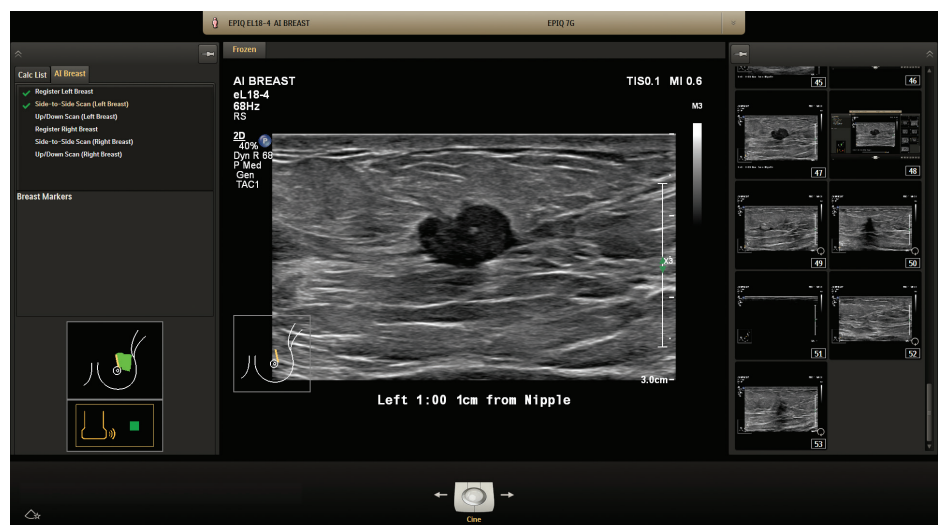 EPIQ EL18-4 AI BREAST
EPIQ 7G
Calc List
AI Breast
Register Left Breast
Side-to-Side Scan (Left Breast)
Up/Down Scan (Left Breast)
Register Right Breast
Side-to-Side Scan (Right Breast)
Up/Down Scan (Right Breast)
Breast Markers
Frozen
AI BREAST
eL18-4
68Hz
RS
TIS0.1 MI 0.6
M3
2D
40%
Dyn R 68
P Med
Gen
TAC1
P
X3
3.0cm
Left 1:00 1cm from Nipple
45
46
47
48
49
50
51
52
53
Cine